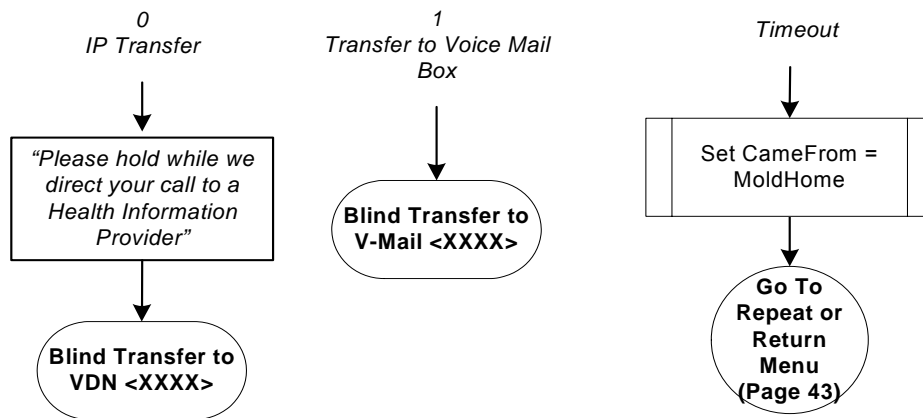 0
IP Transfer
“Please hold while we
direct your call to a
Health Information
Provider”
Blind Transfer to
VDN <XXXX>
1
Transfer to Voice Mail
Box
Blind Transfer to
V-Mail <XXXX>
Timeout
Set CameFrom =
MoldHome
Go To
Repeat or
Return
Menu
(Page 43)